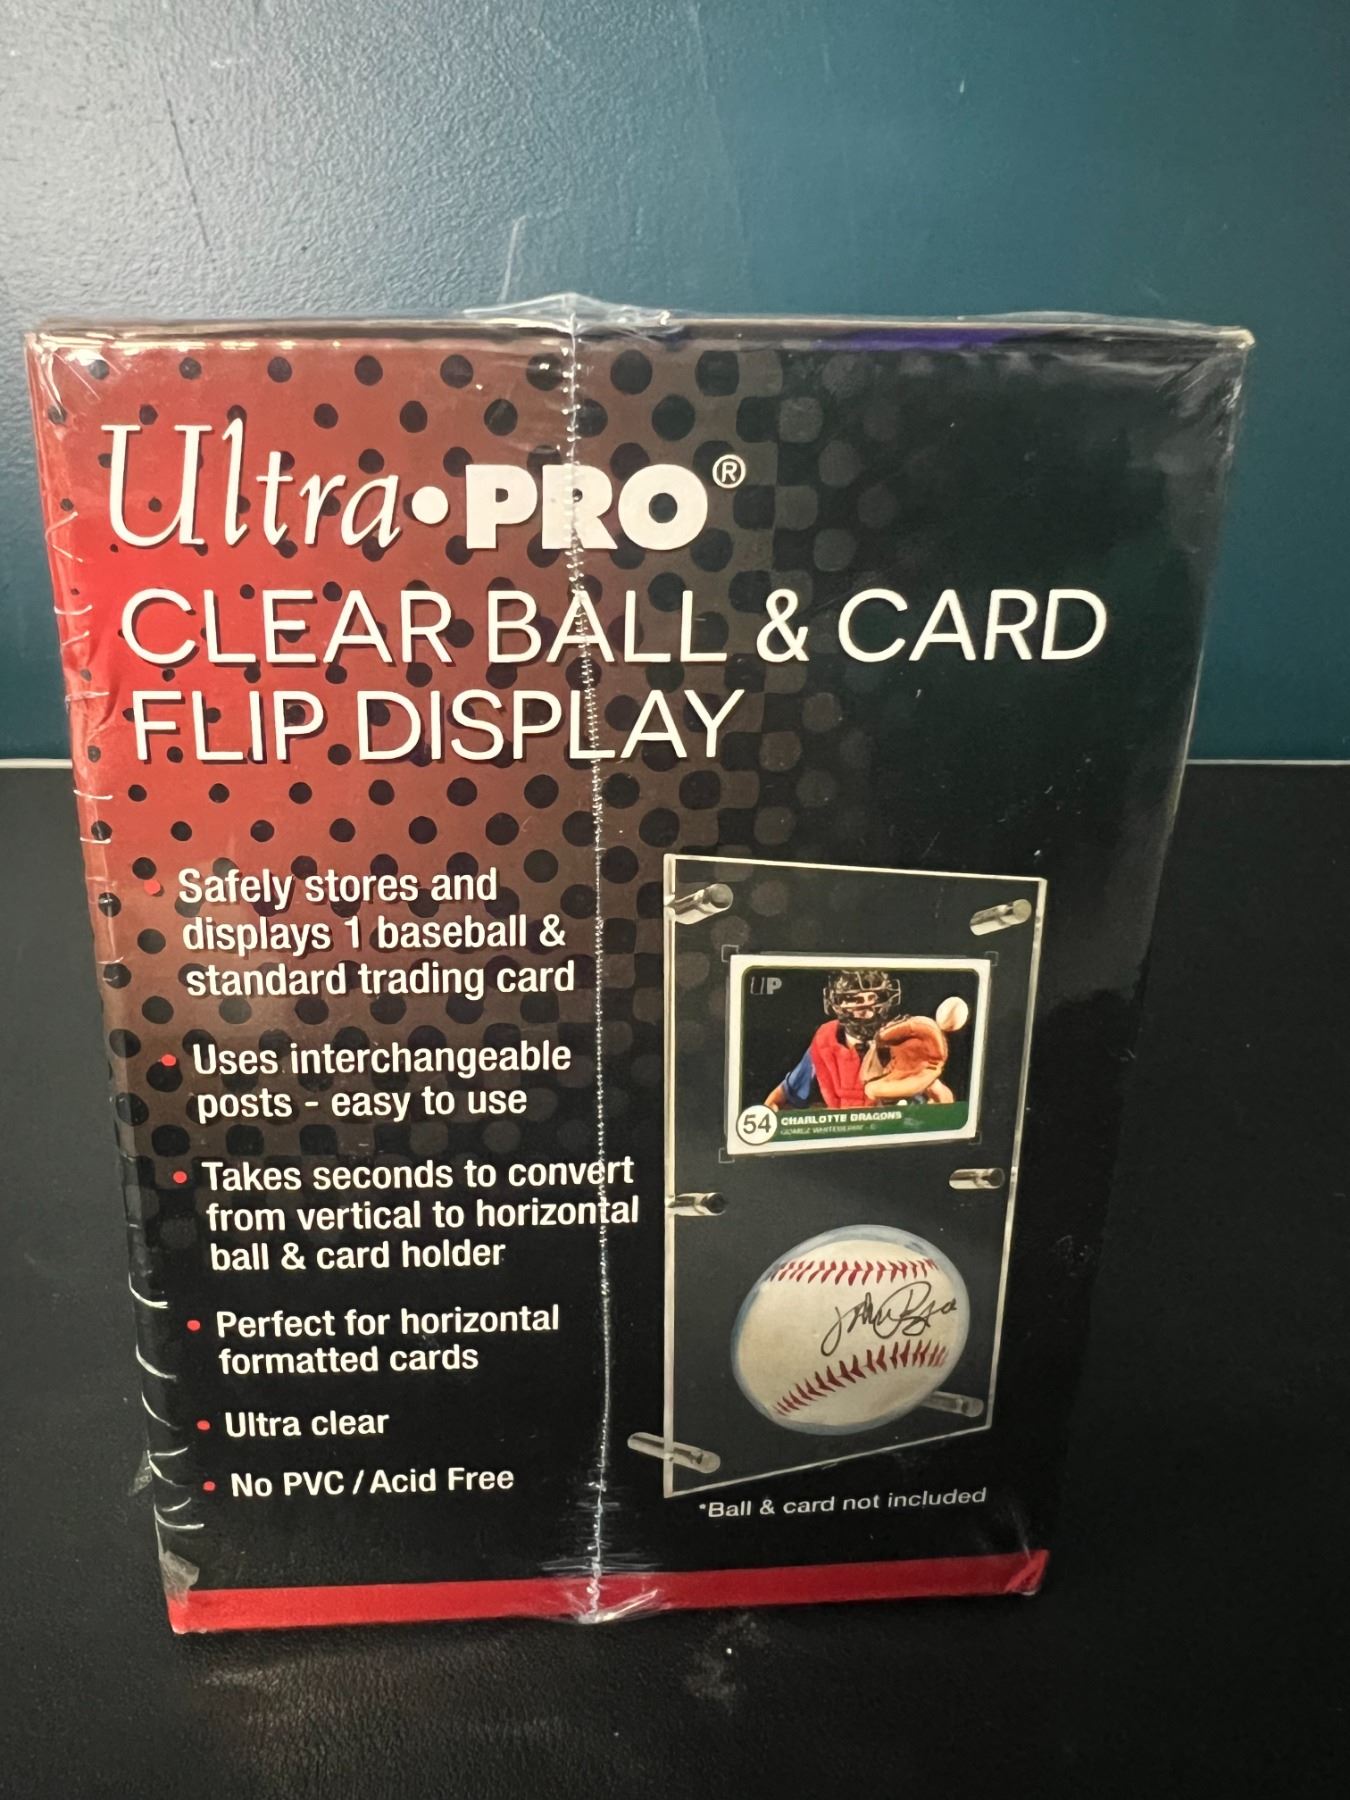 Ultra•PRO®
CLEAR BALL & CARD
FLIP DISPLAY
• Safely stores and
displays 1 baseball &
standard trading card
• Uses interchangeable
posts - easy to use
• Takes seconds to convert
from vertical to horizontal
ball & card holder
• Perfect for horizontal
formatted cards
• Ultra clear
• No PVC / Acid Free
UP
54
CHARLOTTE DRAGONS
*Ball & card not included